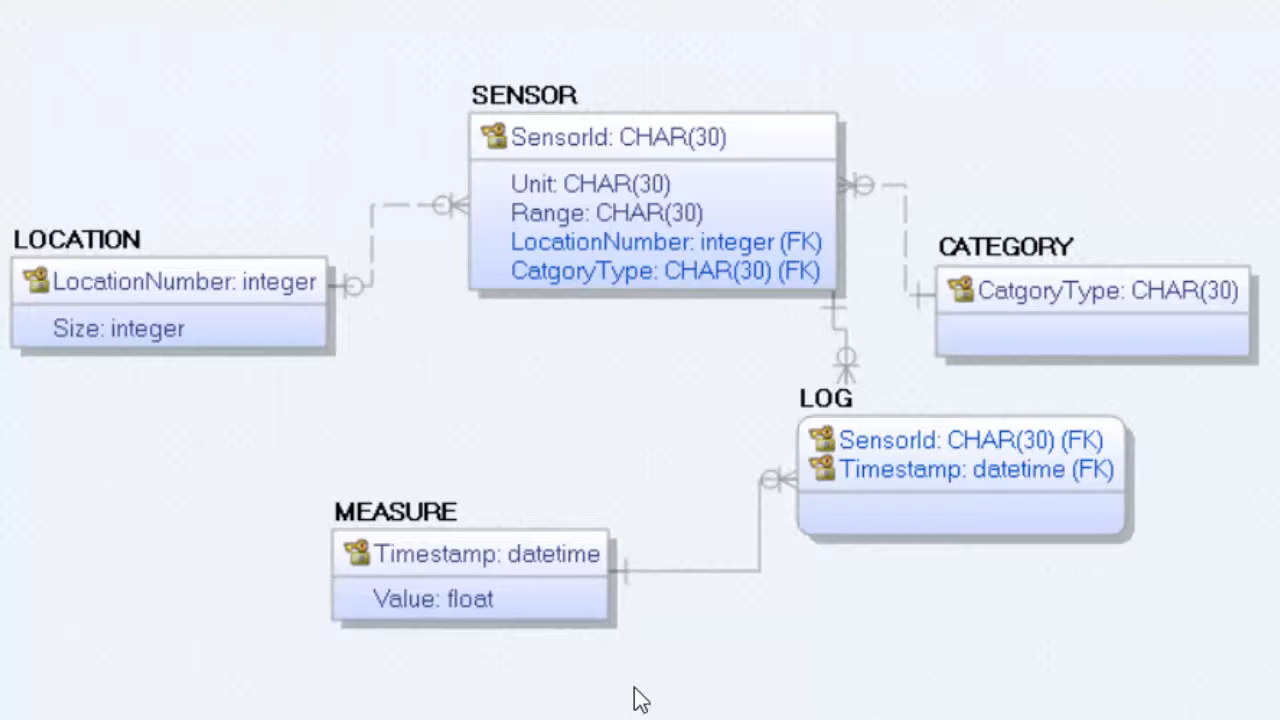 SENSOR
SensorId: CHAR(30)
Unit: CHAR(30)
Range: CHAR(30)
LocationNumber: integer (FK)
CatgoryType: CHAR(30) (FK)
LOCATION
LocationNumber: integer
Size: integer
CATEGORY
CatgoryType: CHAR(30)
LOG
SensorId: CHAR(30) (FK)
Timestamp: datetime (FK)
MEASURE
Timestamp: datetime
Value: float